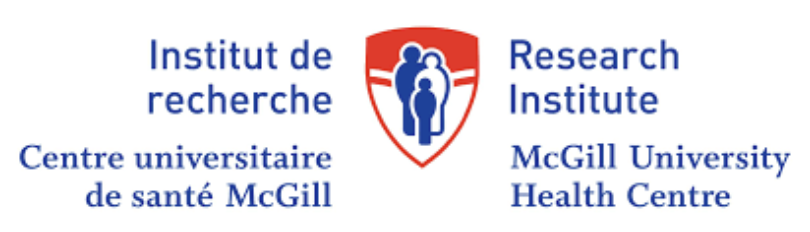 Institut de
recherche
Centre universitaire
de santé McGill
Research
Institute
McGill University
Health Centre